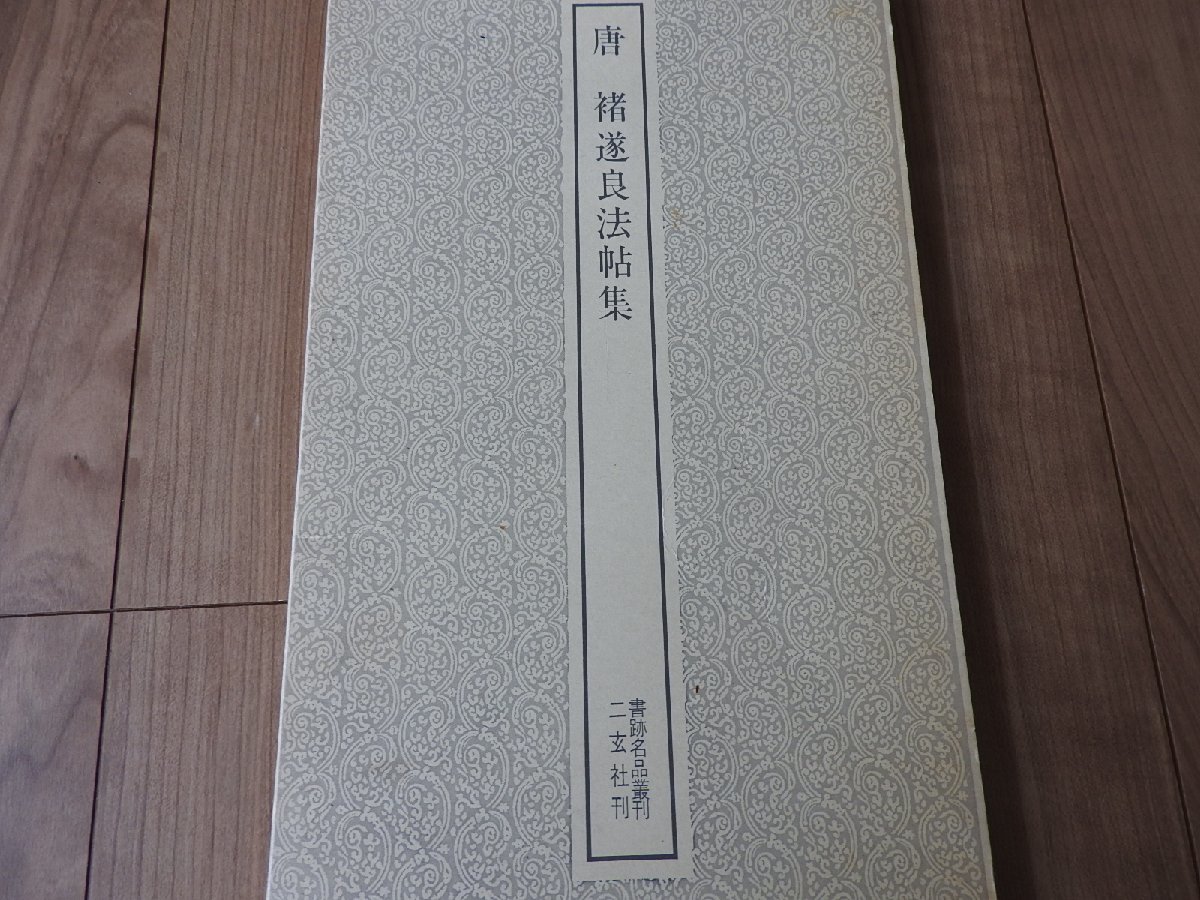 唐　褚遂良法帖集
書跡名品叢刊
二玄社刊